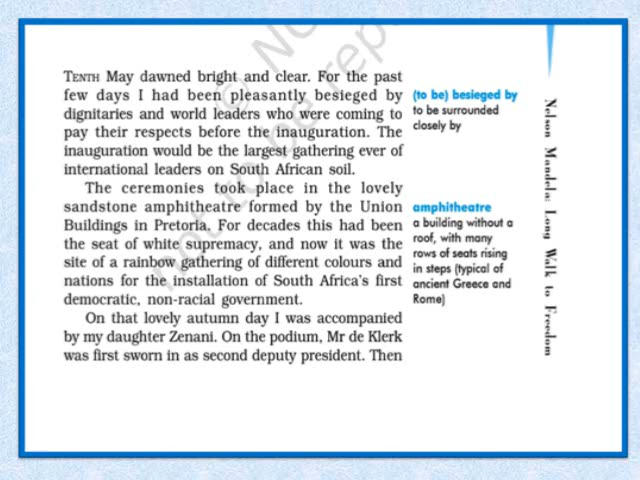 TENTH May dawned bright and clear. For the past
few days I had been pleasantly besieged by
dignitaries and world leaders who were coming to
pay their respects before the inauguration. The
inauguration would be the largest gathering ever of
international leaders on South African soil.
The ceremonies took place in the lovely
sandstone amphitheatre formed by the Union
Buildings in Pretoria. For decades this had been
the seat of white supremacy, and now it was the
site of a rainbow gathering of different colours and
nations for the installation of South Africa's first
democratic, non-racial government.
On that lovely autumn day I was accompanied
by my daughter Zenani. On the podium, Mr de Klerk
was first sworn in as second deputy president. Then
(to be) besieged by
to be surrounded
closely by
amphitheatre
a building without a
roof, with many
rows of seats rising
in steps (typical of
ancient Greece and
Rome)
Nelson Mandela: Long Walk to Freedom
not to be rep